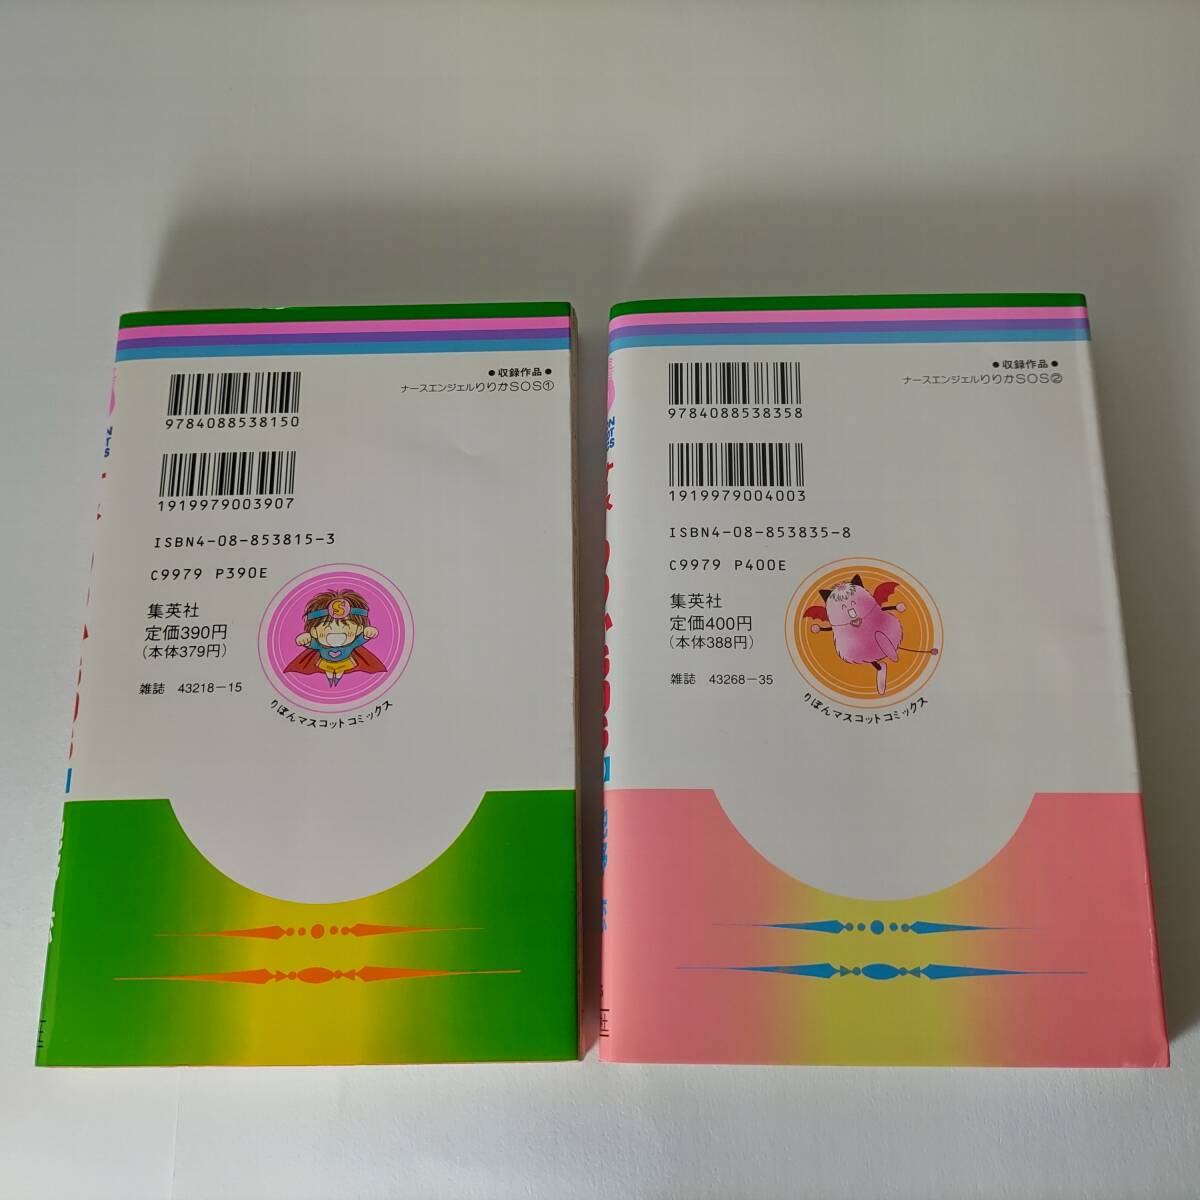 ●収録作品●
ナースエンジェルりりかSOS①
9784088538150
1919979003907
ISBN4-08-853815-3
C9979 P390E
集英社
定価390円
(本体379円)
雑誌 43218-15
S
りぼんマスコットコミックス
●収録作品●
ナースエンジェルりりかSOS②
9784088538358
1919979004003
ISBN4-08-853835-8
C9979 P400E
集英社
定価400円
(本体388円)
雑誌 43268-35
りぼんマスコットコミックス